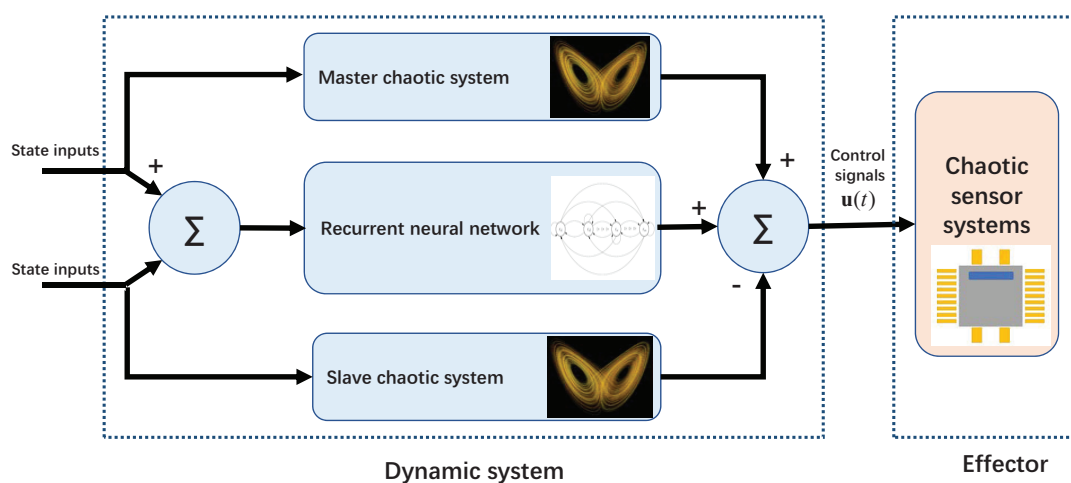 Master chaotic system
State inputs
+
Σ
Recurrent neural network
+
+
Σ
-
Control
signals
u(t)
Chaotic
sensor
systems
State inputs
Slave chaotic system
Dynamic system
Effector